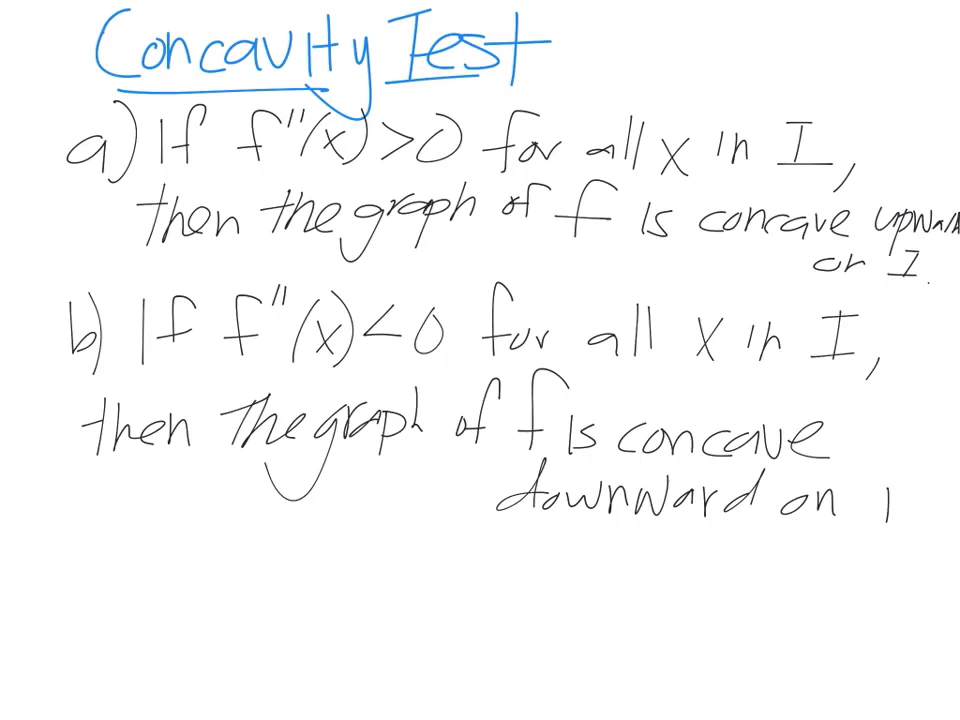 Concavity Test
a) If f''(x) > 0 for all x in I,
then the graph of f is concave upward
on I.
b) If f''(x) < 0 for all x in I,
then the graph of f is concave
downward on I